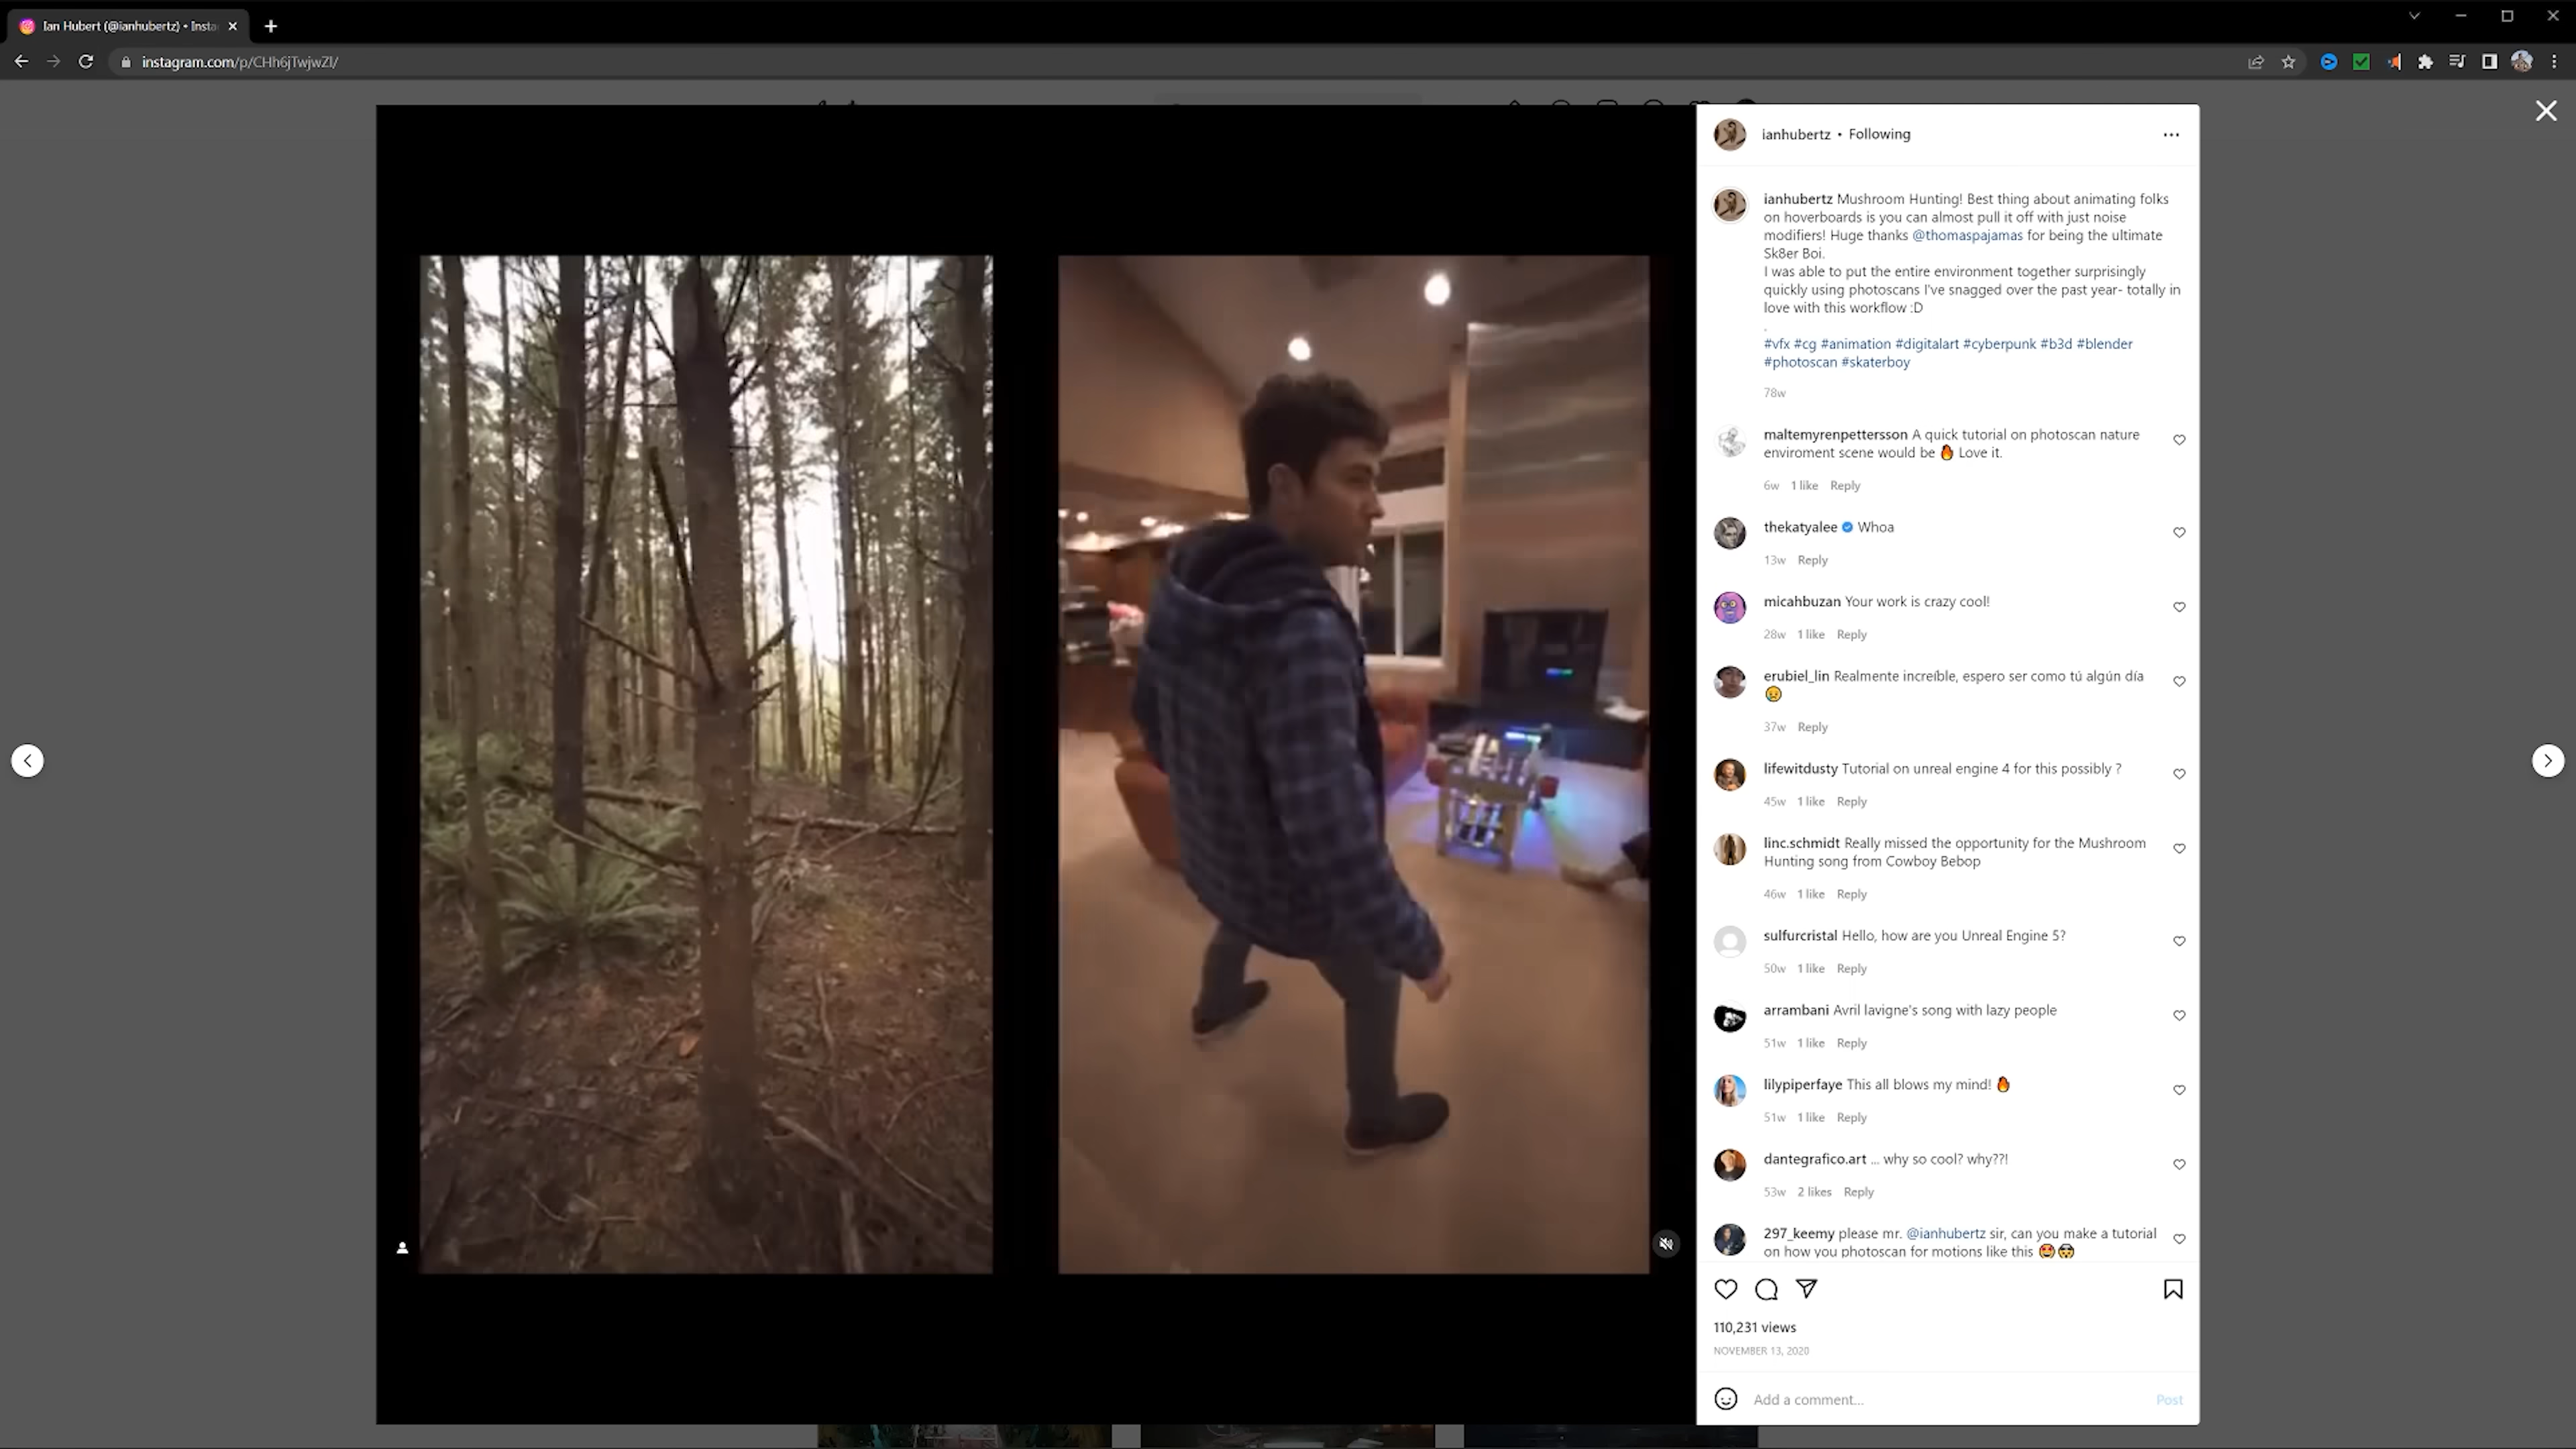 Ian Hubert (@ianhubertz) • Insta
instagram.com/p/CHh6jTwjwZl/
ianhubertz • Following
ianhubertz Mushroom Hunting! Best thing about animating folks
on hoverboards is you can almost pull it off with just noise
modifiers! Huge thanks @thomaspajamas for being the ultimate
Sk8er Boi.
I was able to put the entire environment together surprisingly
quickly using photoscans I've snagged over the past year- totally in
love with this workflow :D
.
#vfx #cg #animation #digitalart #cyberpunk #b3d #blender
#photoscan #skaterboy
78w
maltemyrenpettersson A quick tutorial on photoscan nature
enviroment scene would be 🔥 Love it.
6w 1 like Reply
thekatyalee Whoa
13w Reply
micahbuzan Your work is crazy cool!
28w 1 like Reply
erubiel_lin Realmente increíble, espero ser como tú algún día
😥
37w Reply
lifewitdusty Tutorial on unreal engine 4 for this possibly ?
45w 1 like Reply
linc.schmidt Really missed the opportunity for the Mushroom
Hunting song from Cowboy Bebop
46w 1 like Reply
sulfurcristal Hello, how are you Unreal Engine 5?
50w 1 like Reply
arrambani Avril lavigne's song with lazy people
51w 1 like Reply
lilypiperfaye This all blows my mind! 🔥
51w 1 like Reply
dantegrafico.art ... why so cool? why??!
53w 2 likes Reply
297_keemy please mr. @ianhubertz sir, can you make a tutorial
on how you photoscan for motions like this 🤩🤯
110,231 views
NOVEMBER 13, 2020
Add a comment...
Post